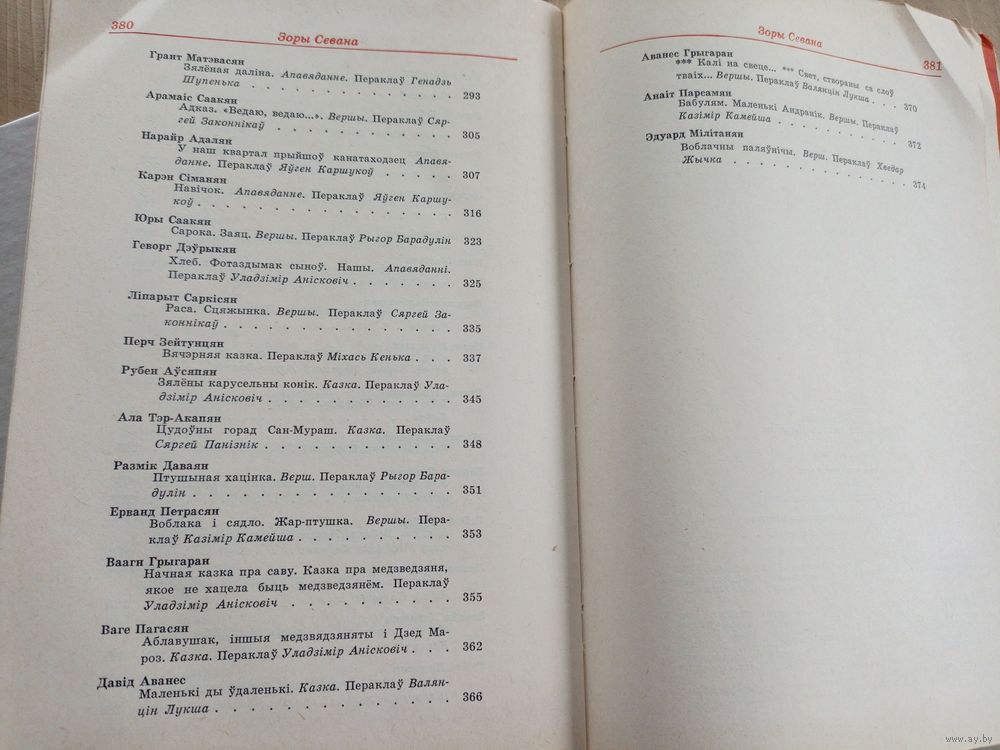 380
Зоры Севана
Грант Матэвасян
Зялёная даліна. Апавяданне. Пераклаў Генадзь
Шупенька . . . . . . . . . . . . . 293
Арамаіс Саакян
Адказ. «Ведаю, ведаю...». Вершы. Пераклаў Сяр-
гей Законнікаў . . . . . . . . . . . 305
Нарайр Адалян
У наш квартал прыйшоў канатаходзец Апавя-
данне. Пераклаў Яўген Каршукоў . . . . . 307
Карэн Сіманян
Навічок. Апавяданне. Пераклаў Яўген Каршу-
коў . . . . . . . . . . . . . . . 316
Юры Саакян
Сарока. Заяц. Вершы. Пераклаў Рыгор Барадулін 323
Геворг Дэўрыкян
Хлеб. Фотаздымак сыноў. Нашы. Апавяданні.
Пераклаў Уладзімір Анісковіч . . . . . . . 325
Ліпарыт Саркісян
Раса. Сцяжынка. Вершы. Пераклаў Сяргей За-
коннікаў . . . . . . . . . . . . . 335
Перч Зейтунцян
Вячэрняя казка. Пераклаў Міхась Кенька . . . 337
Рубен Аўсяпян
Зялёны карусельны конік. Казка. Пераклаў Ула-
дзімір Анісковіч . . . . . . . . . . . 345
Ала Тэр-Акапян
Цудоўны горад Сан-Мураш. Казка. Пераклаў
Сяргей Панізнік . . . . . . . . . . . 348
Размік Даваян
Птушыная хацінка. Верш. Пераклаў Рыгор Бара-
дулін . . . . . . . . . . . . . . . 351
Ерванд Петрасян
Воблака і сядло. Жар-птушка. Вершы. Пера-
клаў Казімір Камейша . . . . . . . . . 353
Ваагн Грыгаран
Начная казка пра саву. Казка пра медзведзяня,
якое не хацела быць медзведзянём. Пераклаў
Уладзімір Анісковіч . . . . . . . . . . 355
Ваге Пагасян
Аблавушак, іншыя медзвядзяняты і Дзед Ма-
роз. Казка. Пераклаў Уладзімір Анісковіч . . . 362
Давід Аванес
Маленькі ды ўдаленькі. Казка. Пераклаў Валян-
цін Лукша . . . . . . . . . . . . . 366
Зоры Севана
381
Аванес Грыгаран
*** Калі на свеце... *** Свет, створаны са слоў
тваіх... Вершы. Пераклаў Валянцін Лукша . . . 370
Анаіт Парсамян
Бабулям. Маленькі Андранік. Вершы. Пераклаў
Казімір Камейша . . . . . . . . . . . 372
Эдуард Мілітанян
Воблачны паляўнічы. Верш. Пераклаў Хведар
Жычка . . . . . . . . . . . . . . 374
www.ay.by